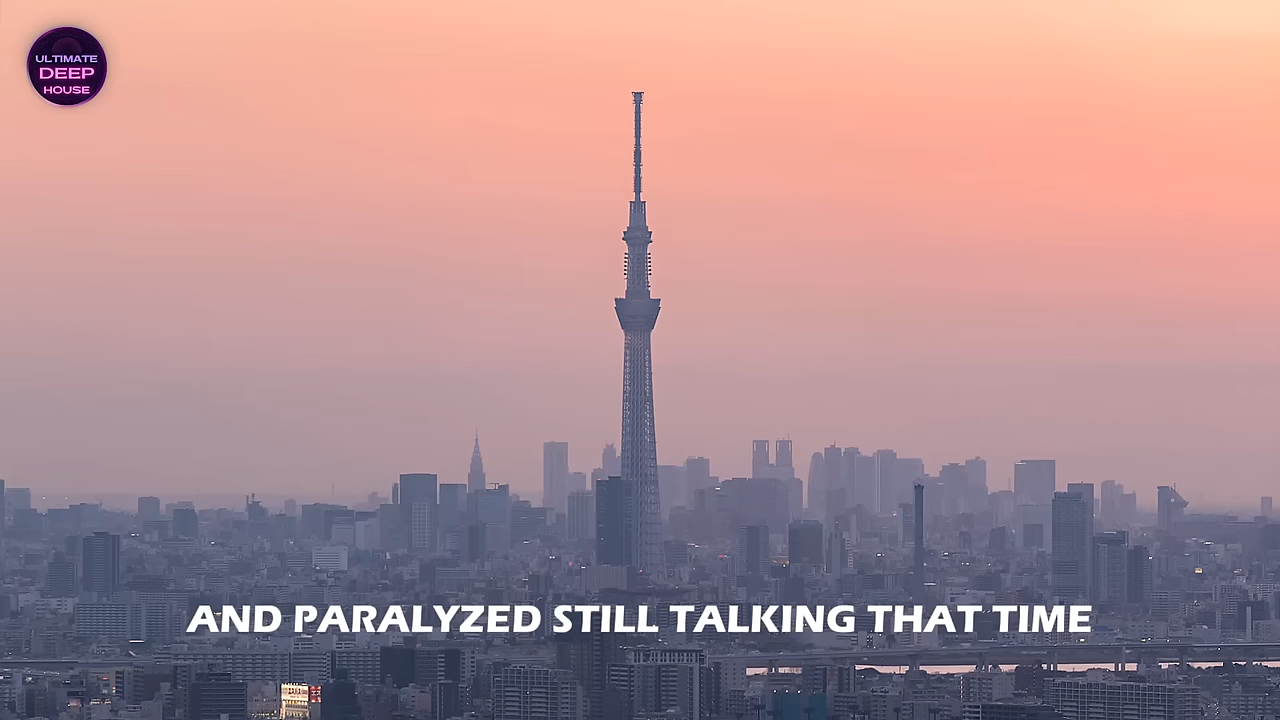 ULTIMATE
DEEP
HOUSE
AND PARALYZED STILL TALKING THAT TIME